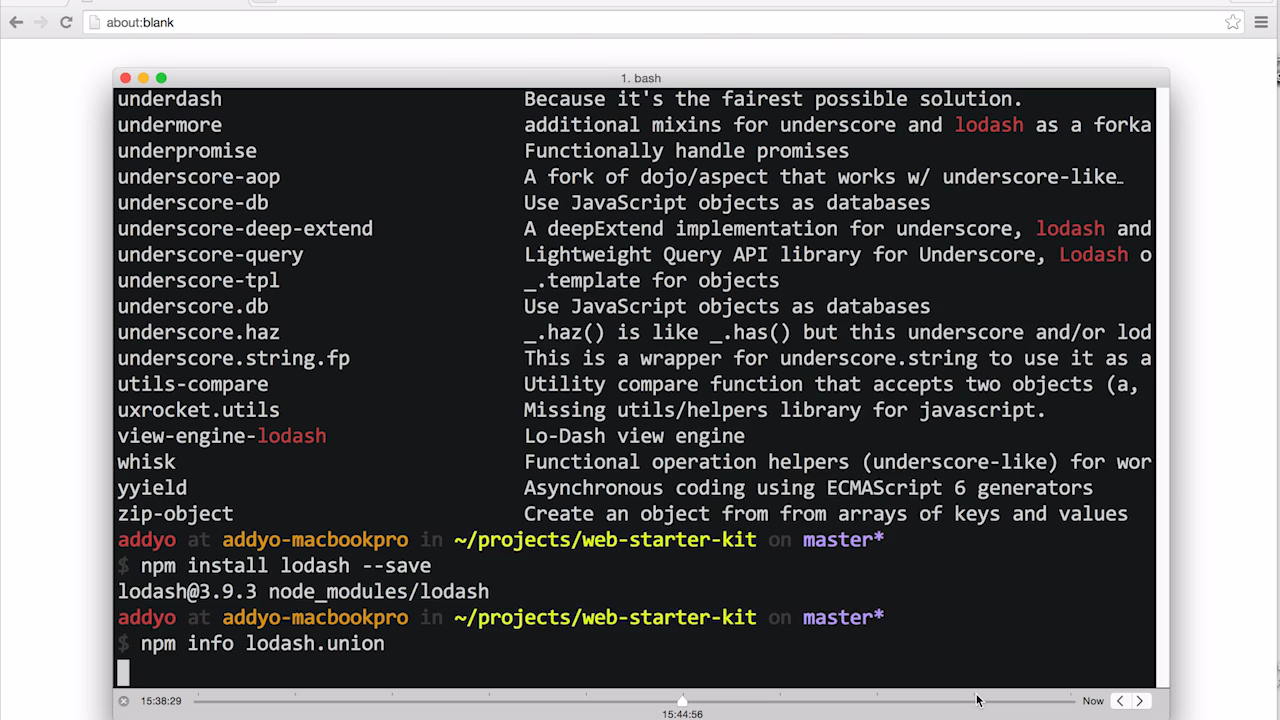 about:blank
1. bash
underdash Because it's the fairest possible solution.
undermore additional mixins for underscore and lodash as a forka
underpromise Functionally handle promises
underscore-aop A fork of dojo/aspect that works w/ underscore-like…
underscore-db Use JavaScript objects as databases
underscore-deep-extend A deepExtend implementation for underscore, lodash and
underscore-query Lightweight Query API library for Underscore, Lodash o
underscore-tpl _.template for objects
underscore.db Use JavaScript objects as databases
underscore.haz _.haz() is like _.has() but this underscore and/or lod
underscore.string.fp This is a wrapper for underscore.string to use it as a
utils-compare Utility compare function that accepts two objects (a,
uxrocket.utils Missing utils/helpers library for javascript.
view-engine-lodash Lo-Dash view engine
whisk Functional operation helpers (underscore-like) for wor
yyield Asynchronous coding using ECMAScript 6 generators
zip-object Create an object from from arrays of keys and values
addyo at addyo-macbookpro in ~/projects/web-starter-kit on master*
$ npm install lodash --save
lodash@3.9.3 node_modules/lodash
addyo at addyo-macbookpro in ~/projects/web-starter-kit on master*
$ npm info lodash.union
15:38:29 Now
15:44:56